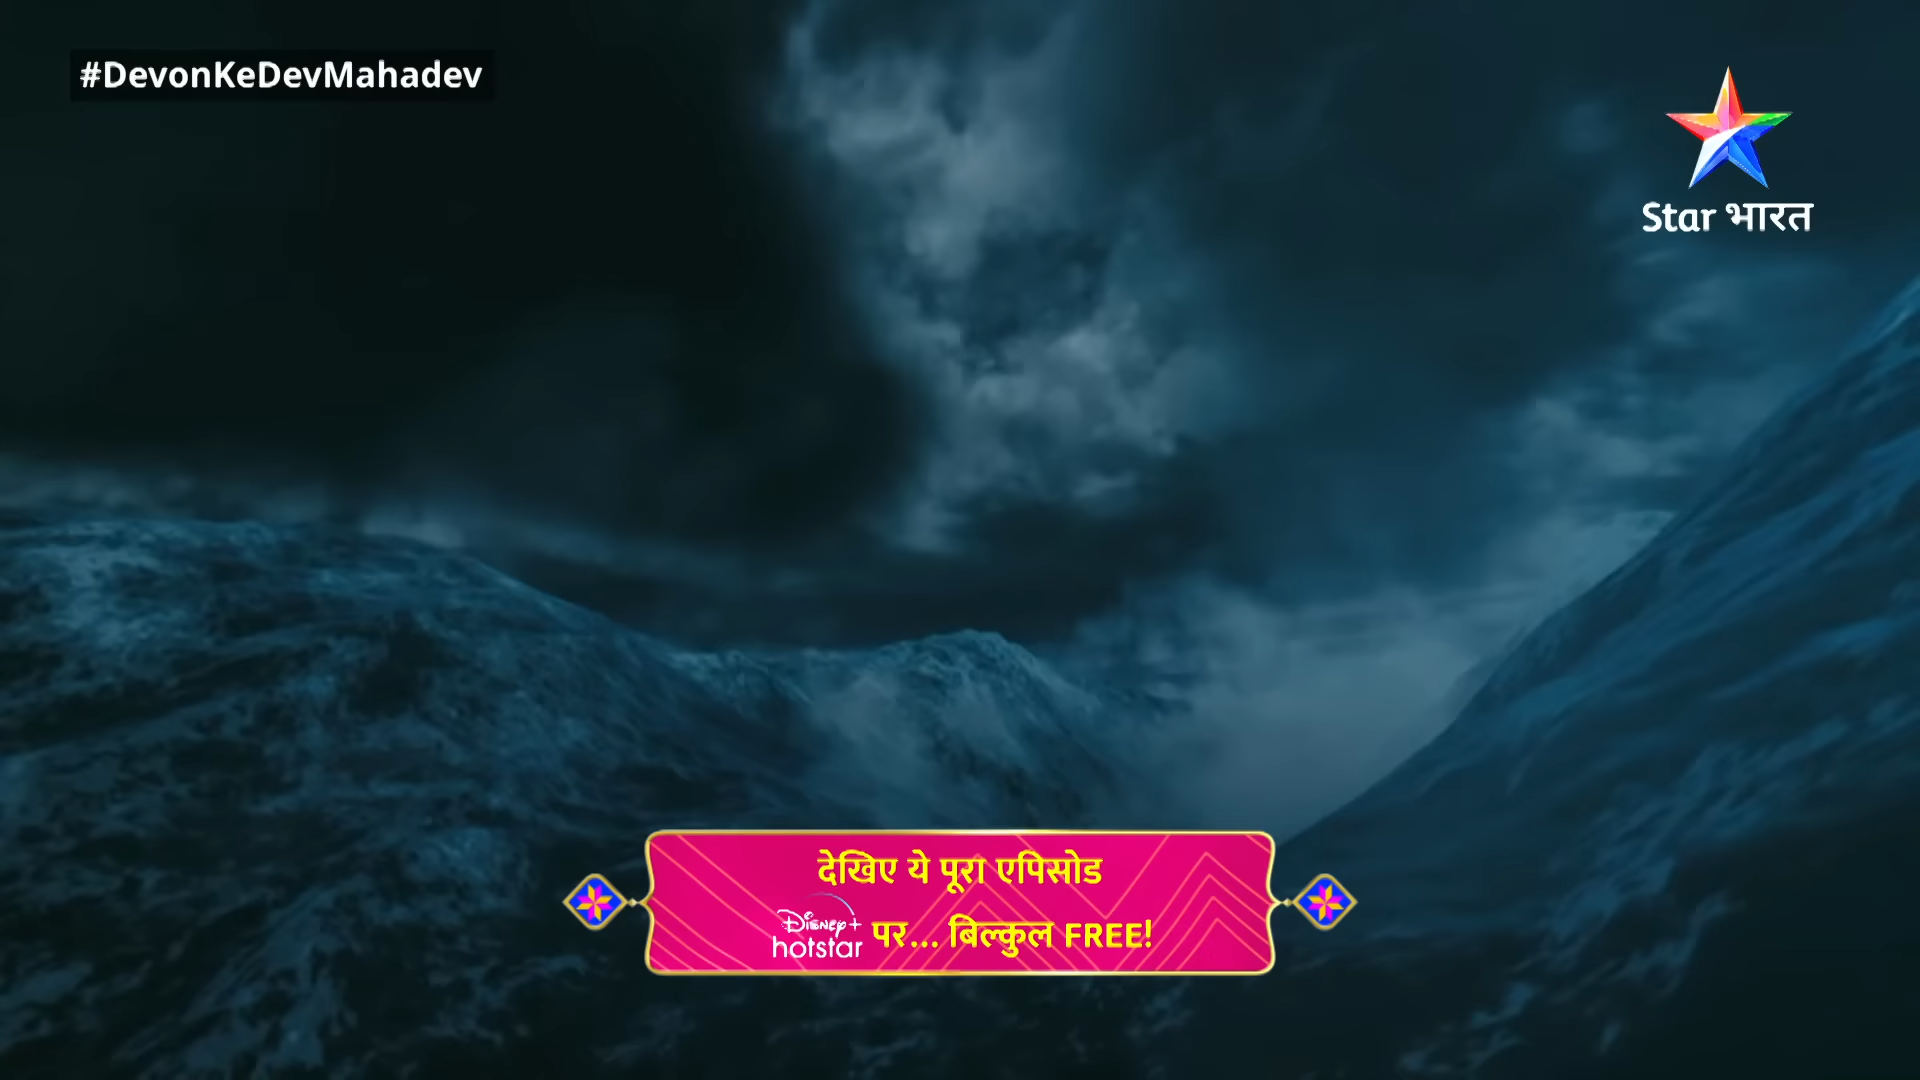 #DevonKeDevMahadev
Star भारत
देखिए ये पूरा एपिसोड
Disney+ hotstar पर... बिल्कुल FREE!